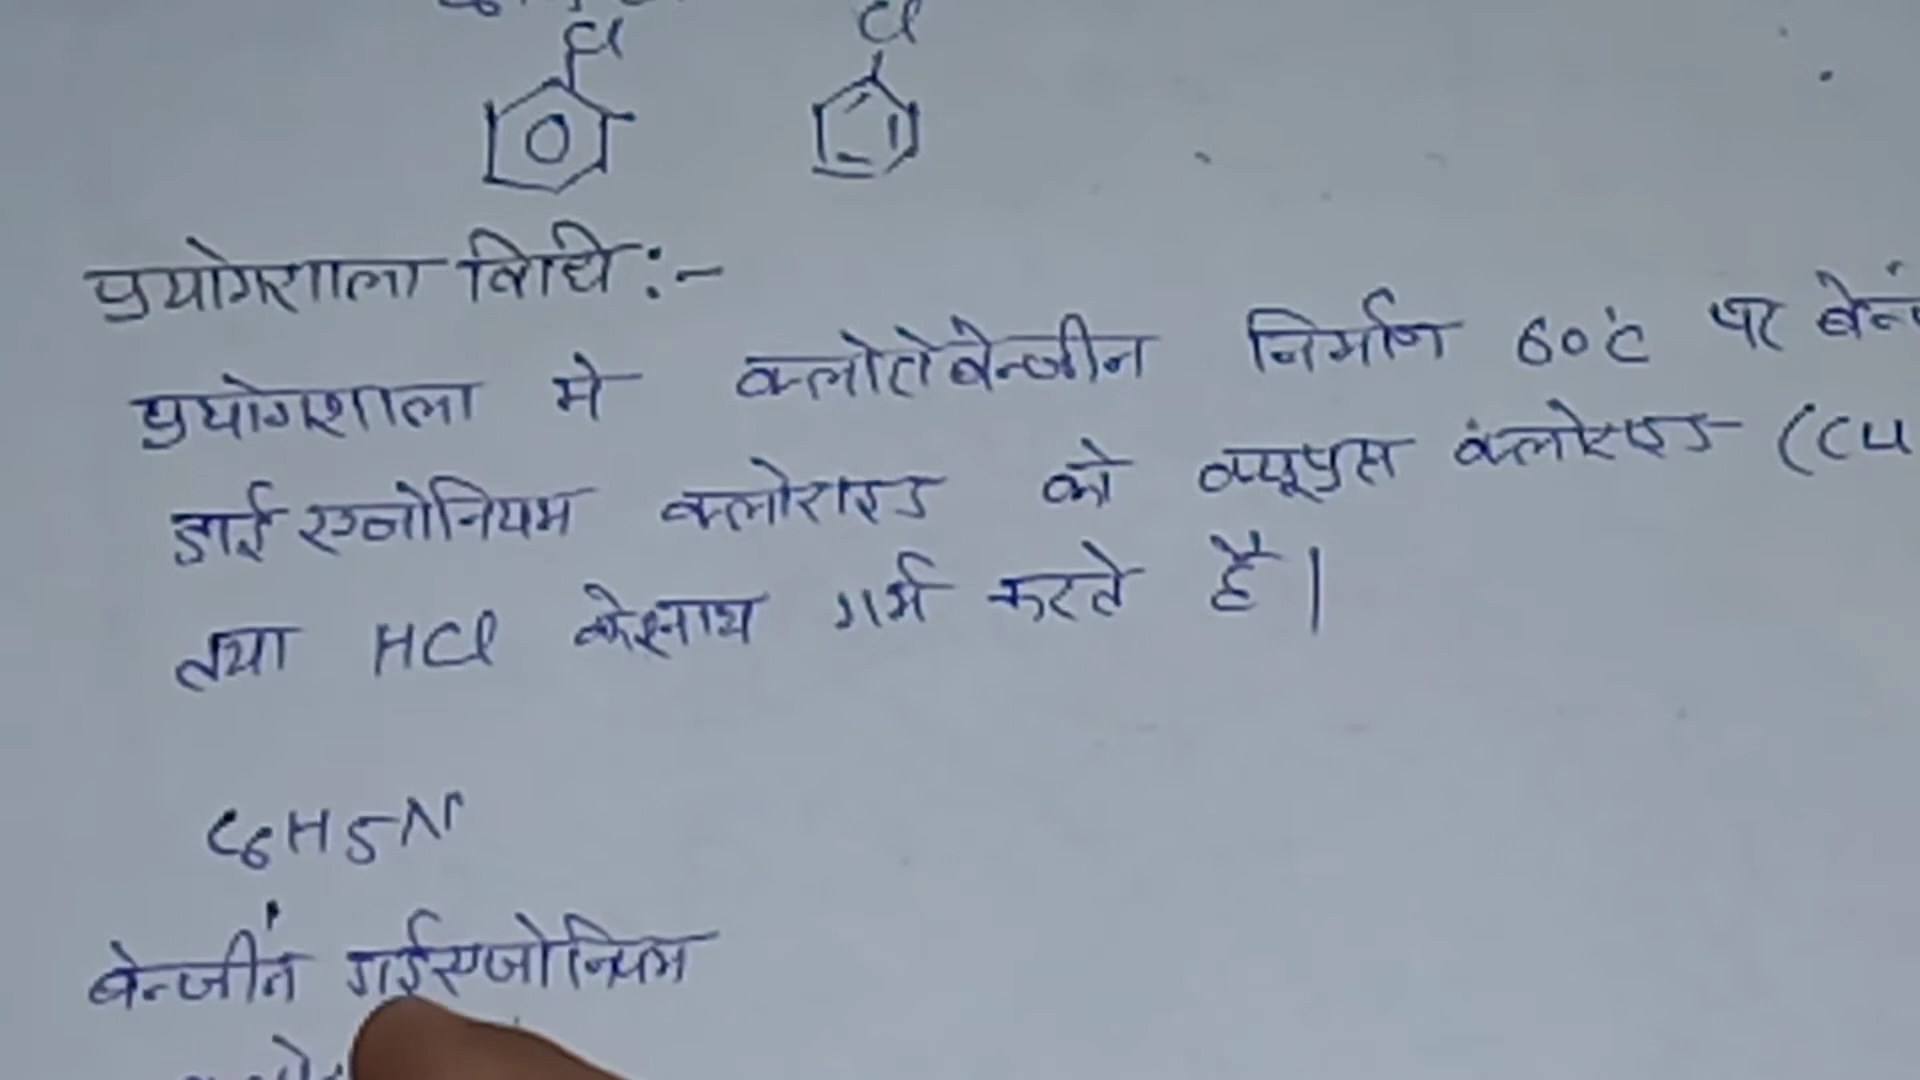 Cl Cl
प्रयोगशाला विधि :-
प्रयोगशाला मे क्लोरोबेन्जीन निर्माण 60°C पर
डाई एजोनियम क्लोराइड को क्यूप्रस क्लोराइड (Cu
तथा HCl के साथ गर्म करते है।
C6H5N
बेन्जीन डाईएजोनियम